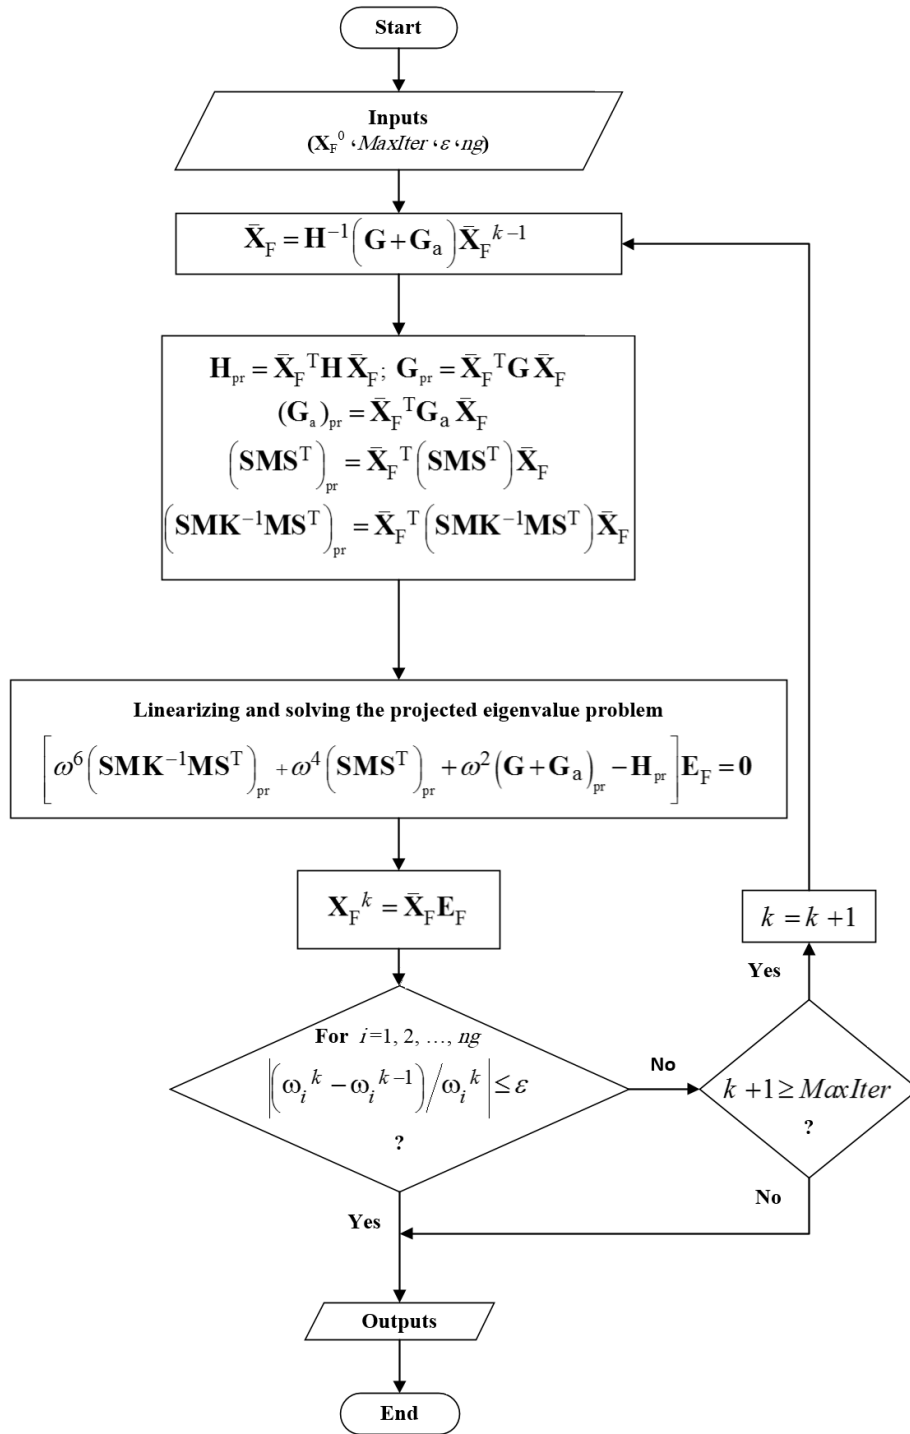 Start
Inputs
(X_F^0 ، MaxIter ، ε ، ng)
X̄_F = H^{-1}(G+G_a)X̄_F^{k-1}
H_pr = X̄_F^T H X̄_F; G_pr = X̄_F^T G X̄_F
(G_a)_pr = X̄_F^T G_a X̄_F
(SMS^T)_pr = X̄_F^T (SMS^T) X̄_F
(SMK^{-1}MS^T)_pr = X̄_F^T (SMK^{-1}MS^T) X̄_F
Linearizing and solving the projected eigenvalue problem
[ω^6 (SMK^{-1}MS^T)_pr + ω^4 (SMS^T)_pr + ω^2 (G+G_a)_pr − H_pr] E_F = 0
X_F^k = X̄_F E_F
k = k+1
Yes
For i=1, 2, …, ng
|(ω_i^k − ω_i^{k-1})/ω_i^k| ≤ ε
?
No
k+1 ≥ MaxIter
?
No
Yes
Outputs
End